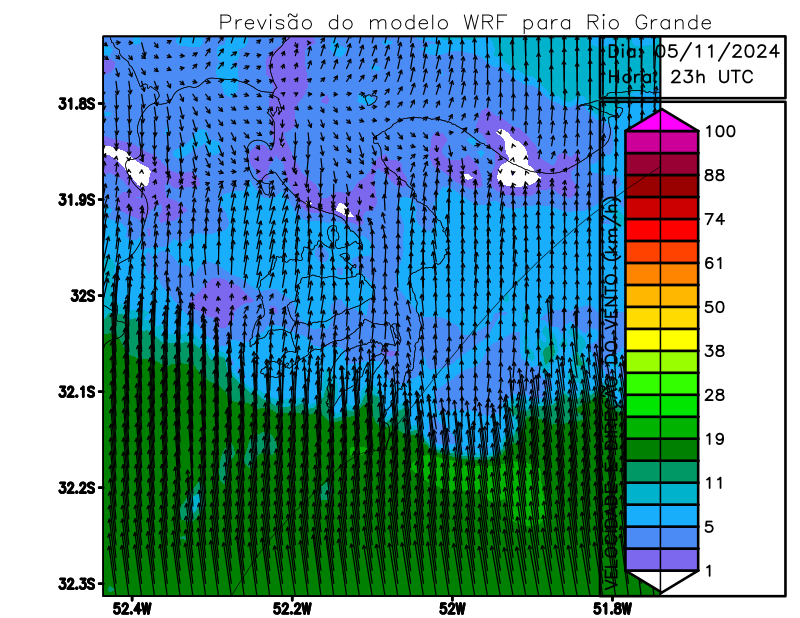 Previsão do modelo WRF para Rio Grande
Dia: 05/11/2024
Hora: 23h UTC
31.8S
31.9S
32S
32.1S
32.2S
32.3S
52.4W
52.2W
52W
51.8W
VELOCIDADE E DIREÇÃO DO VENTO (km/h)
100
88
74
61
50
38
28
19
11
5
1